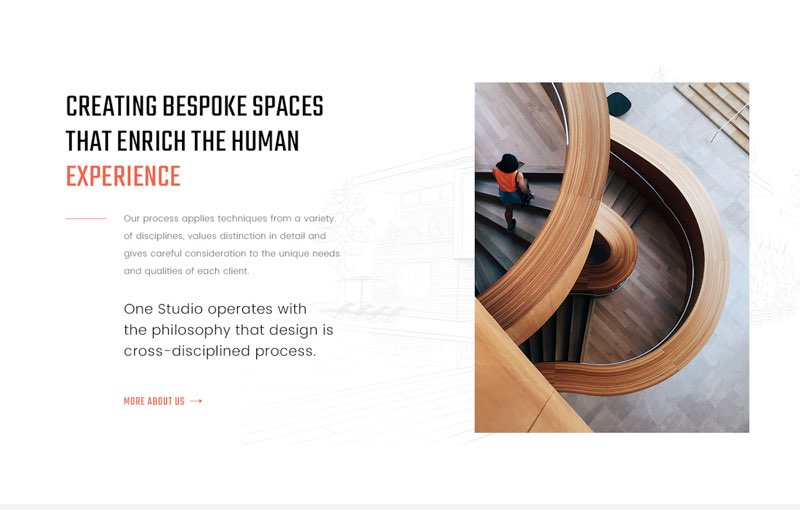 CREATING BESPOKE SPACES
THAT ENRICH THE HUMAN
EXPERIENCE
Our process applies techniques from a variety
of disciplines, values distinction in detail and
gives careful consideration to the unique needs
and qualities of each client.
One Studio operates with
the philosophy that design is
cross-disciplined process.
MORE ABOUT US →